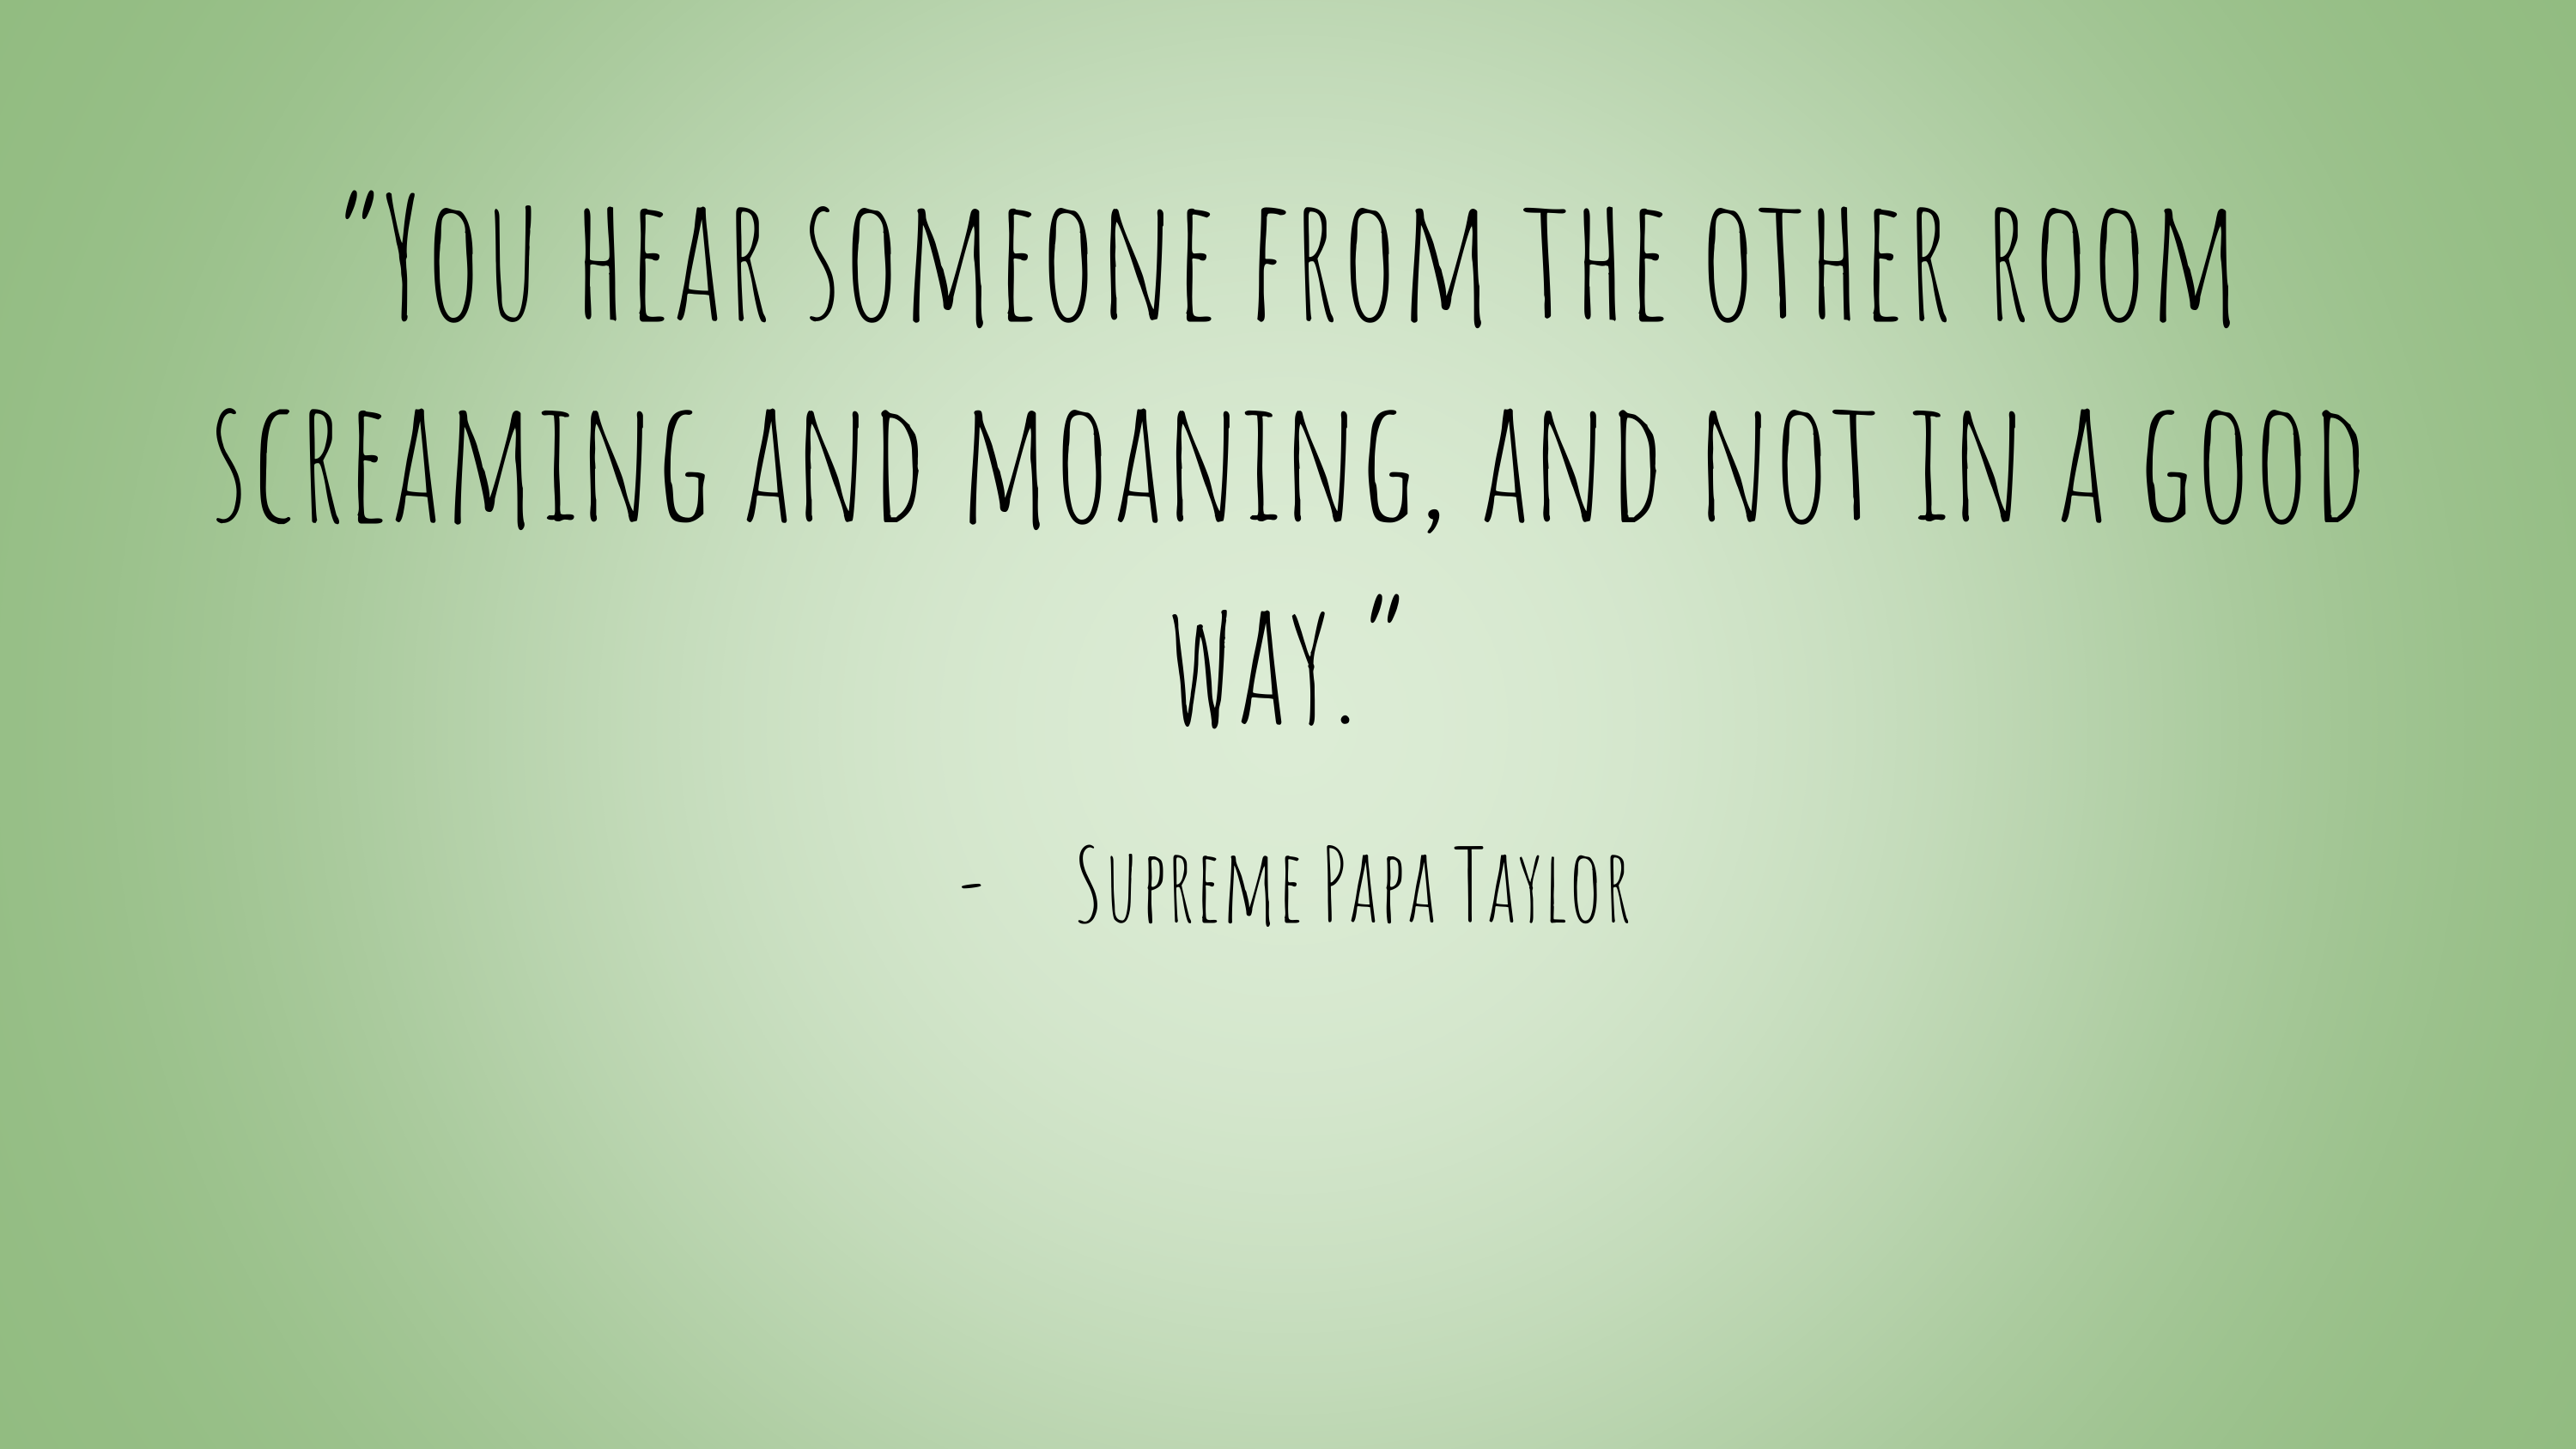 "You hear someone from the other room
screaming and moaning, and not in a good
way."
- Supreme Papa Taylor